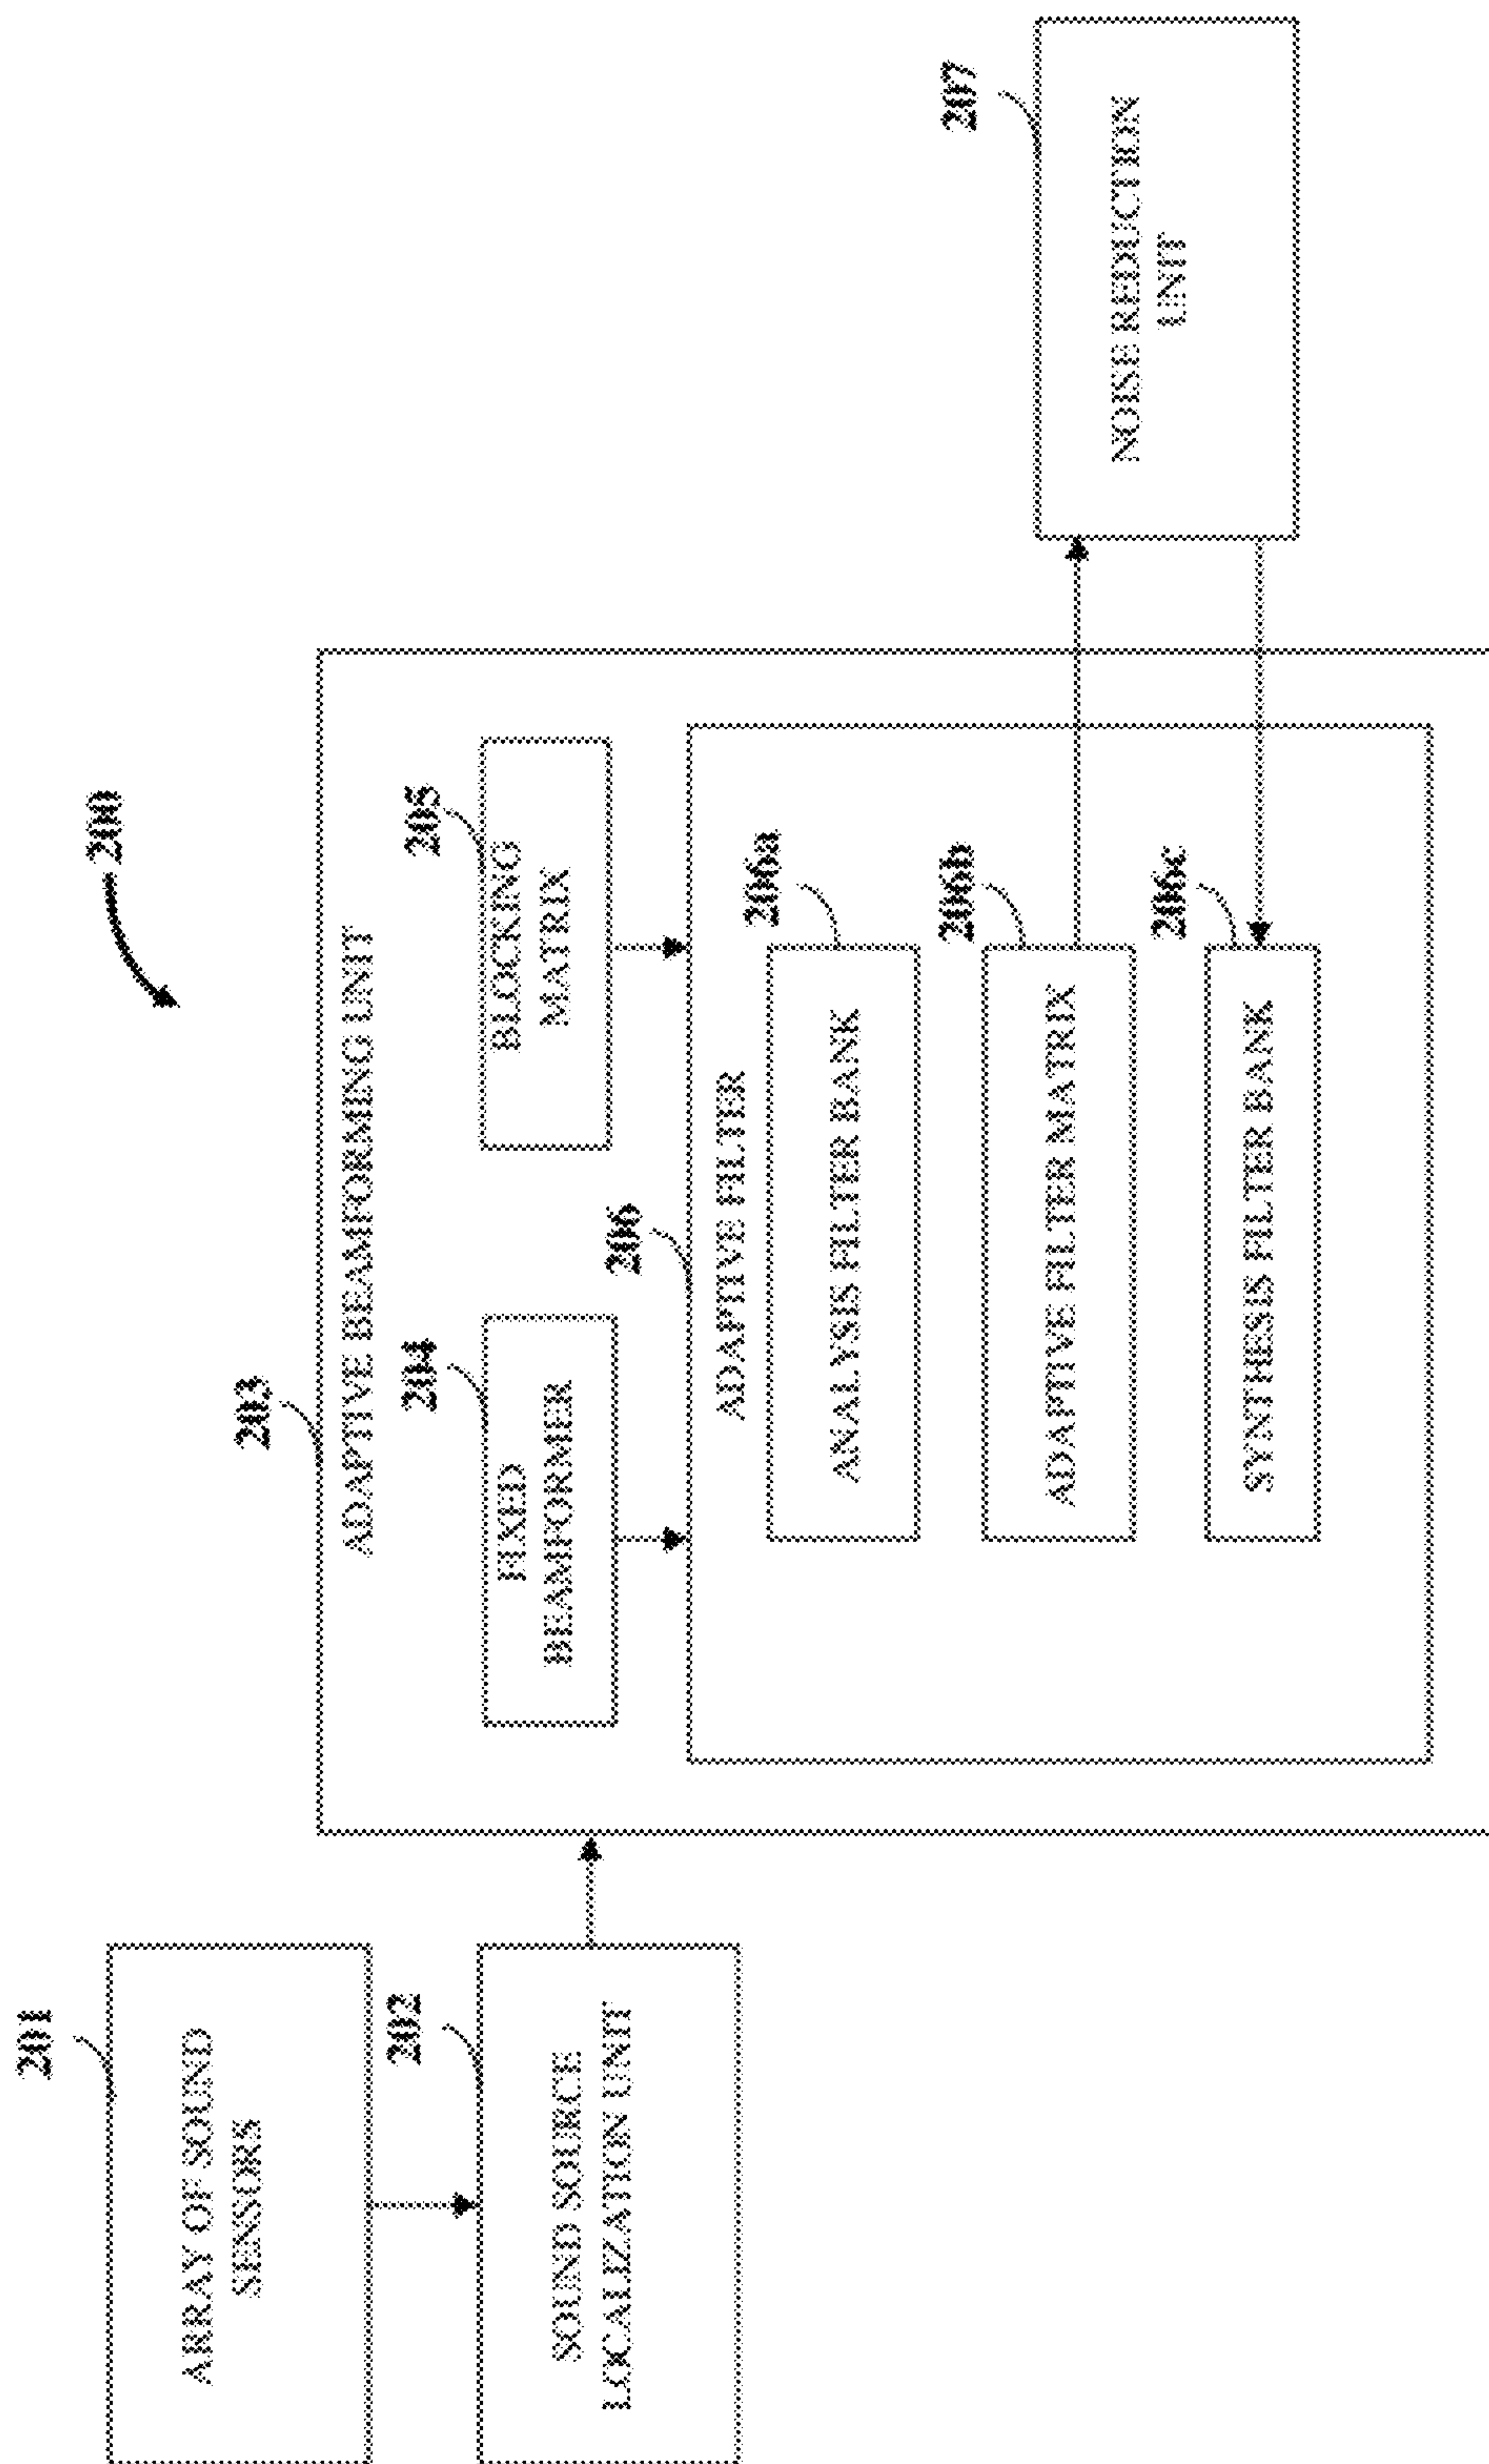 200
201
ARRAY OF SOUND
SENSORS
202
SOUND SOURCE
LOCALIZATION UNIT
203
ADAPTIVE BEAMFORMING UNIT
204
FIXED
BEAMFORMER
205
BLOCKING
MATRIX
206
ADAPTIVE FILTER
206a
ANALYSIS FILTER BANK
206b
ADAPTIVE FILTER MATRIX
206c
SYNTHESIS FILTER BANK
207
NOISE REDUCTION
UNIT